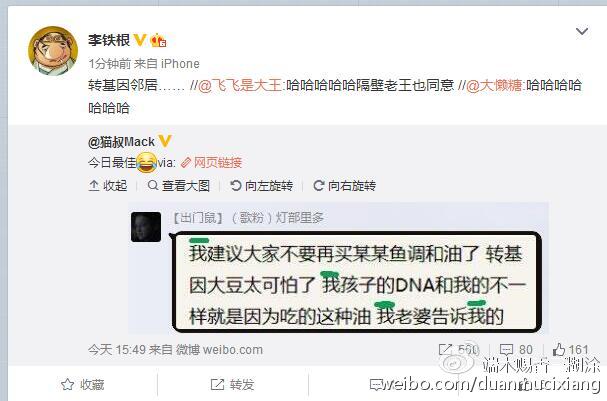 李铁根
1分钟前 来自 iPhone
转基因邻居…… //@飞飞是大王:哈哈哈哈哈隔壁老王也同意 //@大懒糖:哈哈哈哈
哈哈哈
@猫叔Mack
今日最佳 via: 网页链接
收起 查看大图 向左旋转 向右旋转
【出门鼠】（歌粉）灯部里多
我建议大家不要再买某某鱼调和油了 转基
因大豆太可怕了 我孩子的DNA和我的不一
样就是因为吃的这种油 我老婆告诉我的
今天 15:49 来自 微博 weibo.com
560 80 161
端木赐香 糊涂
收藏 转发
weibo.com/duanmucixiang